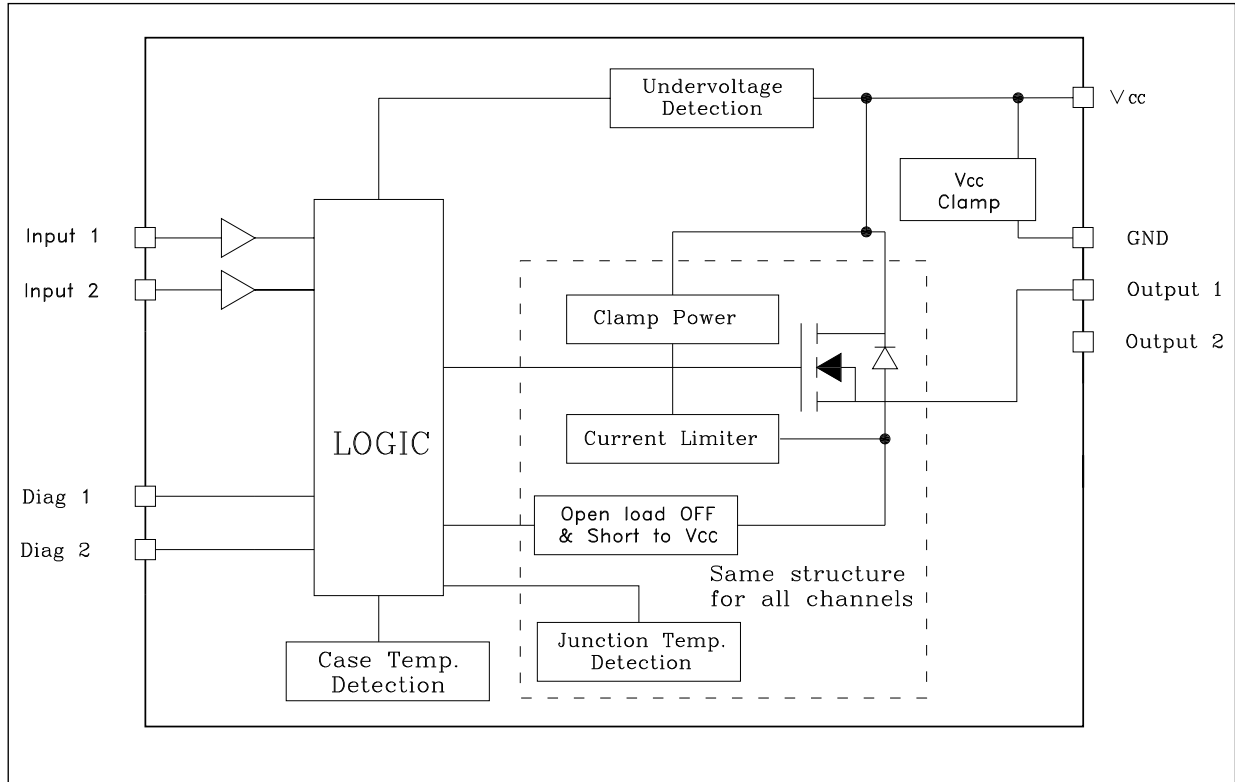 Undervoltage
Detection
Vcc
Vcc
Clamp
Input 1
GND
Input 2
Output 1
Clamp Power
Output 2
LOGIC
Current Limiter
Diag 1
Open load OFF
& Short to Vcc
Diag 2
Same structure
for all channels
Junction Temp.
Detection
Case Temp.
Detection